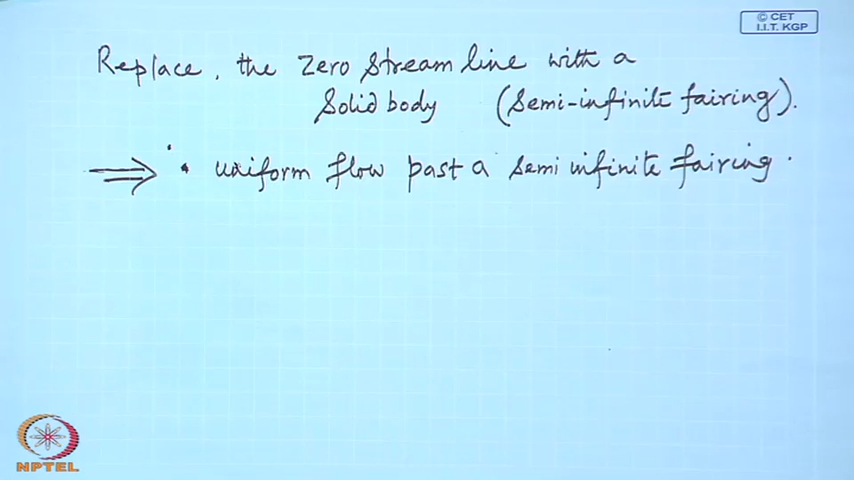 © CET
I.I.T. KGP
Replace, the zero stream line with a
Solid body (semi-infinite fairing).
⟹ uniform flow past a semi infinite fairing.
NPTEL